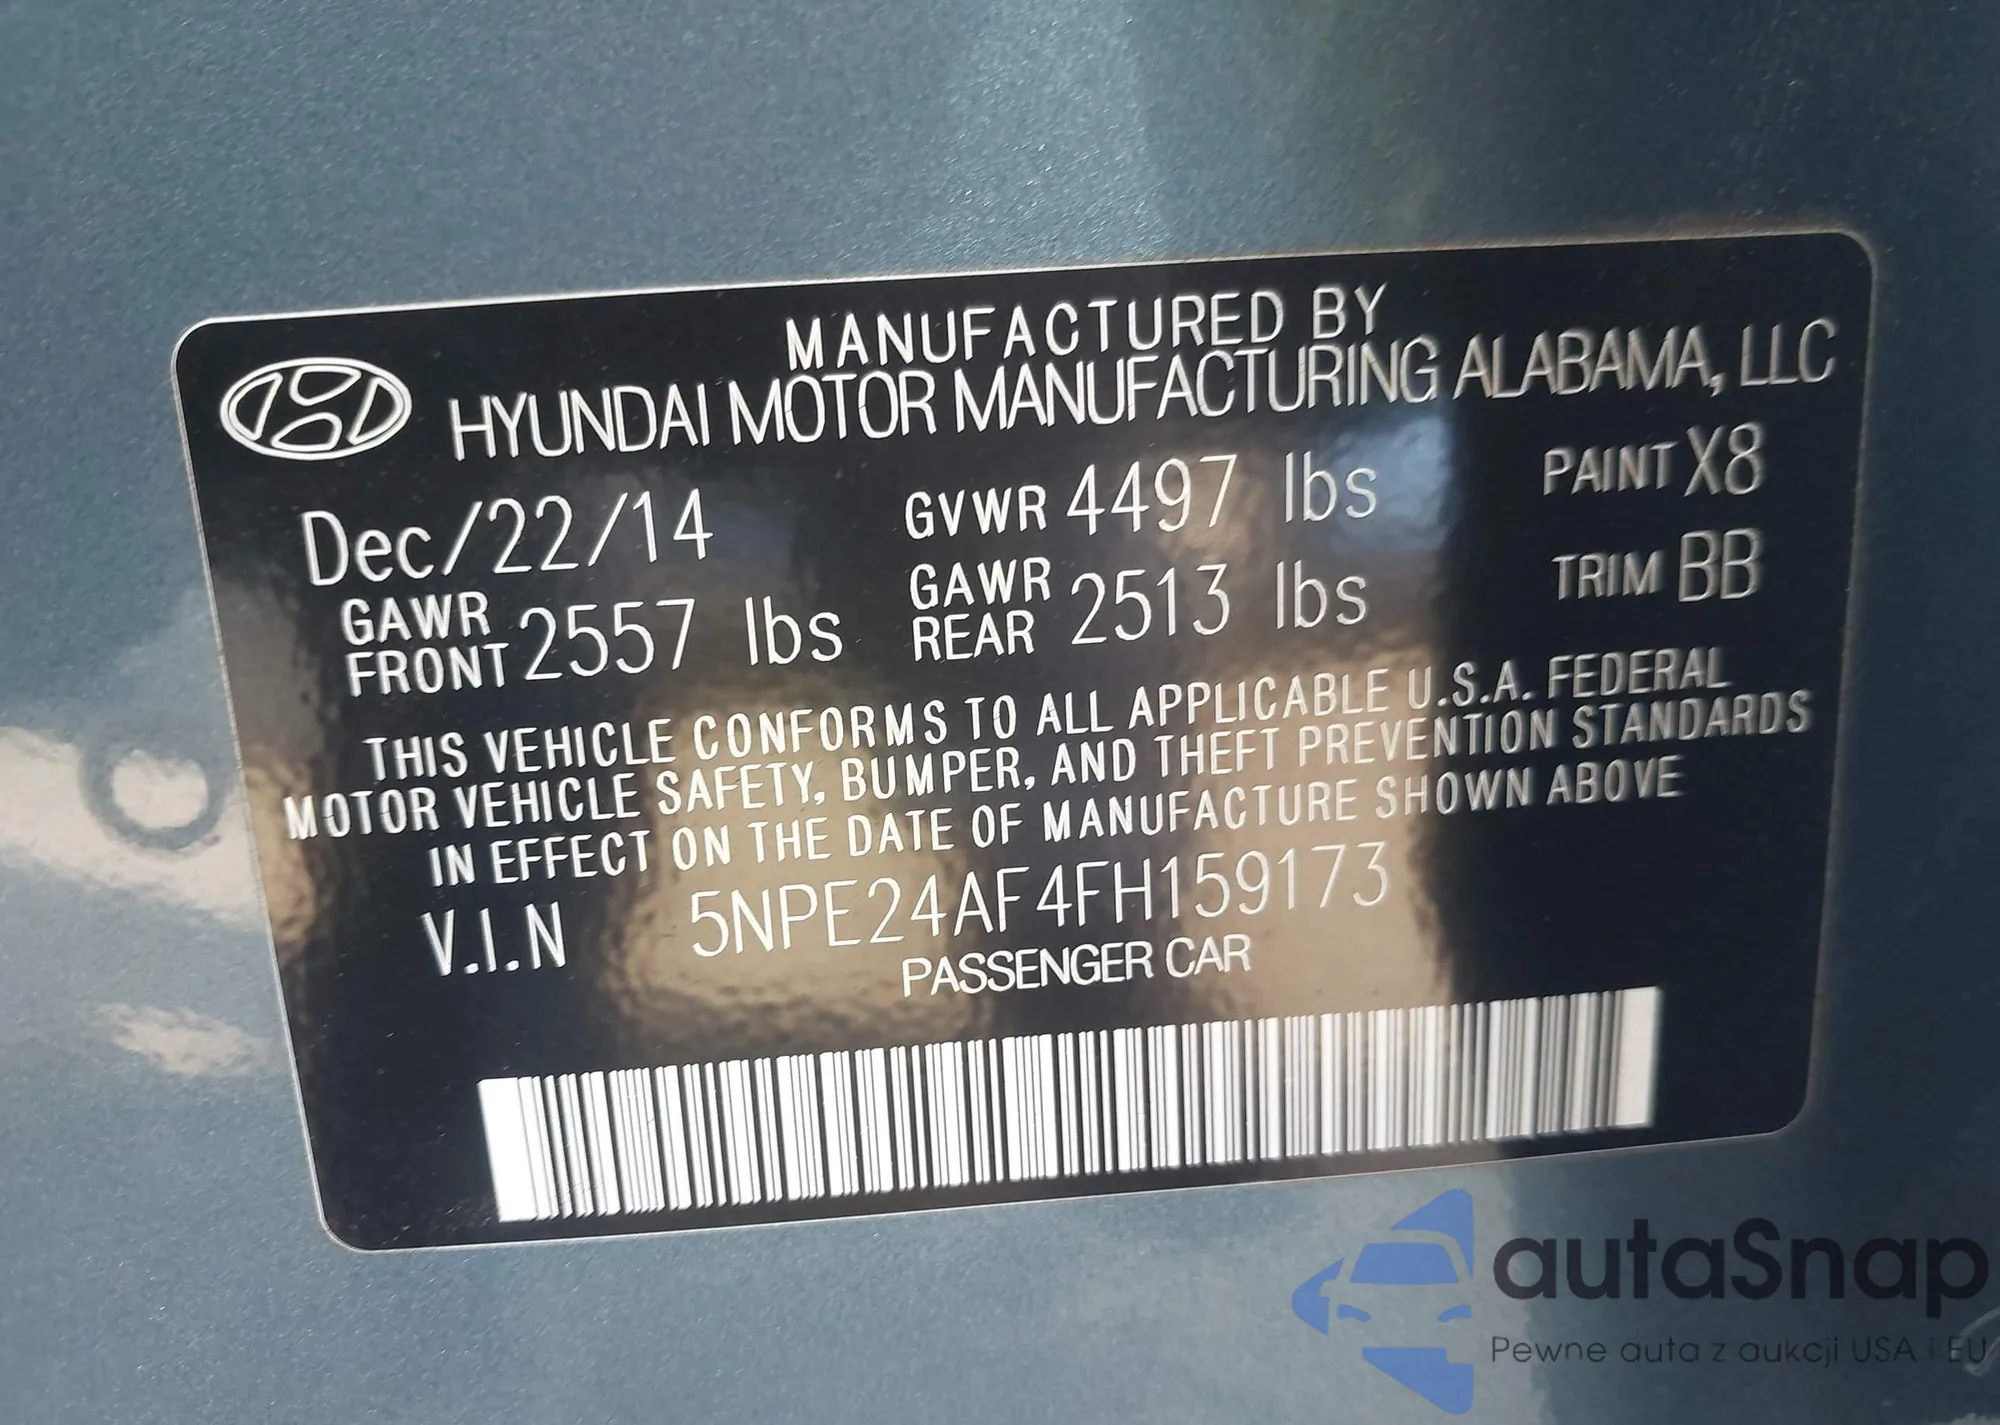 MANUFACTURED BY
HYUNDAI MOTOR MANUFACTURING ALABAMA, LLC
Dec/22/14 GVWR 4497 lbs PAINT X8
GAWR FRONT 2557 lbs GAWR REAR 2513 lbs TRIM BB
THIS VEHICLE CONFORMS TO ALL APPLICABLE U.S.A. FEDERAL
MOTOR VEHICLE SAFETY, BUMPER, AND THEFT PREVENTION STANDARDS
IN EFFECT ON THE DATE OF MANUFACTURE SHOWN ABOVE
V.I.N 5NPE24AF4FH159173
PASSENGER CAR
autaSnap
Pewne auta z aukcji USA i EU